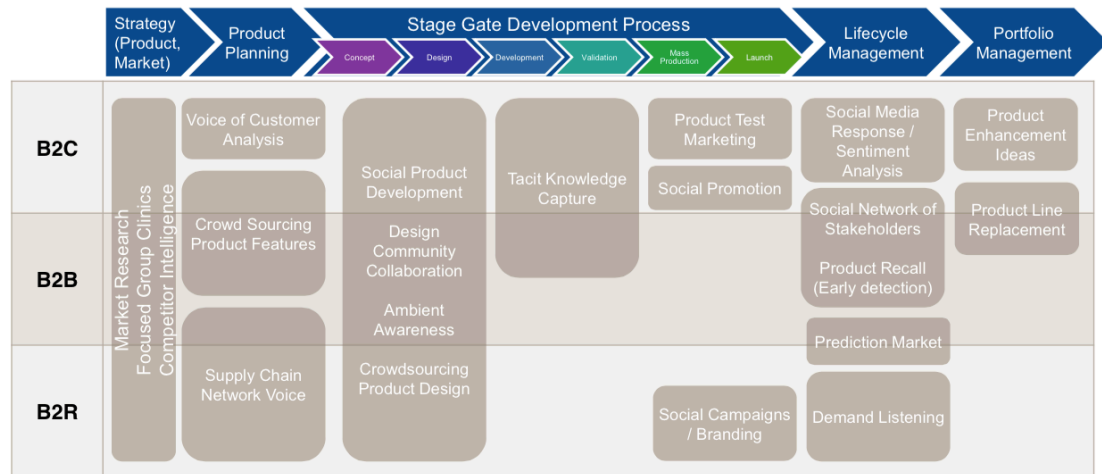 Strategy
(Product,
Market)
Product
Planning
Stage Gate Development Process
Concept
Design
Development
Validation
Mass
Production
Launch
Lifecycle
Management
Portfolio
Management
B2C
B2B
B2R
Market Research
Focused Group Clinics
Competitor Intelligence
Voice of Customer
Analysis
Crowd Sourcing
Product Features
Supply Chain
Network Voice
Social Product
Development
Design
Community
Collaboration
Ambient
Awareness
Crowdsourcing
Product Design
Tacit Knowledge
Capture
Product Test
Marketing
Social Promotion
Social Campaigns
/ Branding
Social Media
Response /
Sentiment
Analysis
Social Network of
Stakeholders
Product Recall
(Early detection)
Prediction Market
Demand Listening
Product
Enhancement
Ideas
Product Line
Replacement